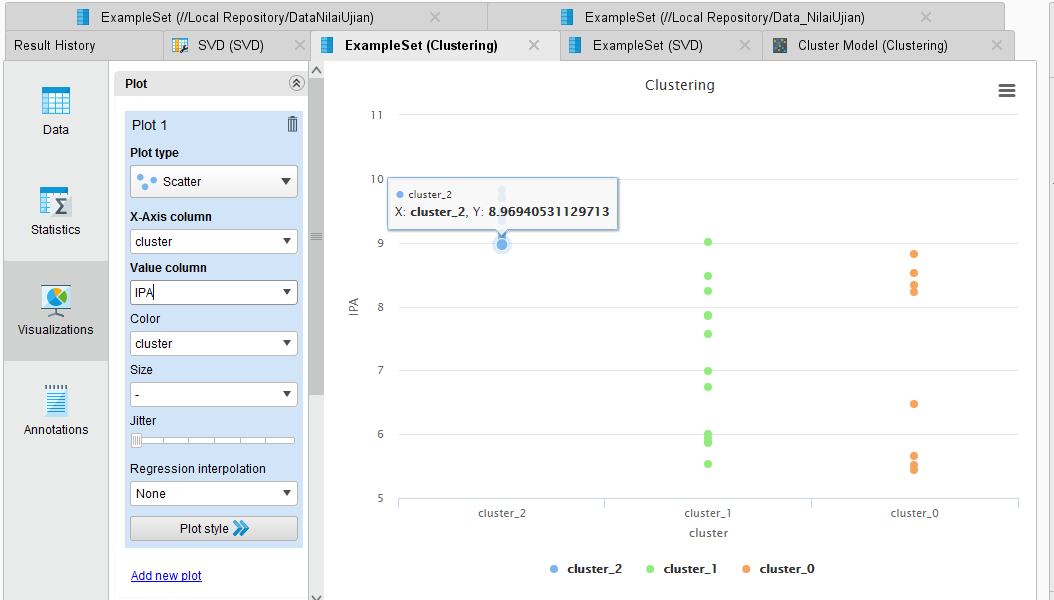 ExampleSet (//Local Repository/DataNilaiUjian)
ExampleSet (//Local Repository/Data_NilaiUjian)
Result History
SVD (SVD)
ExampleSet (Clustering)
ExampleSet (SVD)
Cluster Model (Clustering)
Data
Statistics
Visualizations
Annotations
Plot
Plot 1
Plot type
Scatter
X-Axis column
cluster
Value column
IPA
Color
cluster
Size
-
Jitter
Regression interpolation
None
Plot style
Add new plot
Clustering
11
10
9
8
7
6
5
IPA
cluster_2
X: cluster_2, Y: 8.96940531129713
cluster_2
cluster_1
cluster_0
cluster
cluster_2
cluster_1
cluster_0